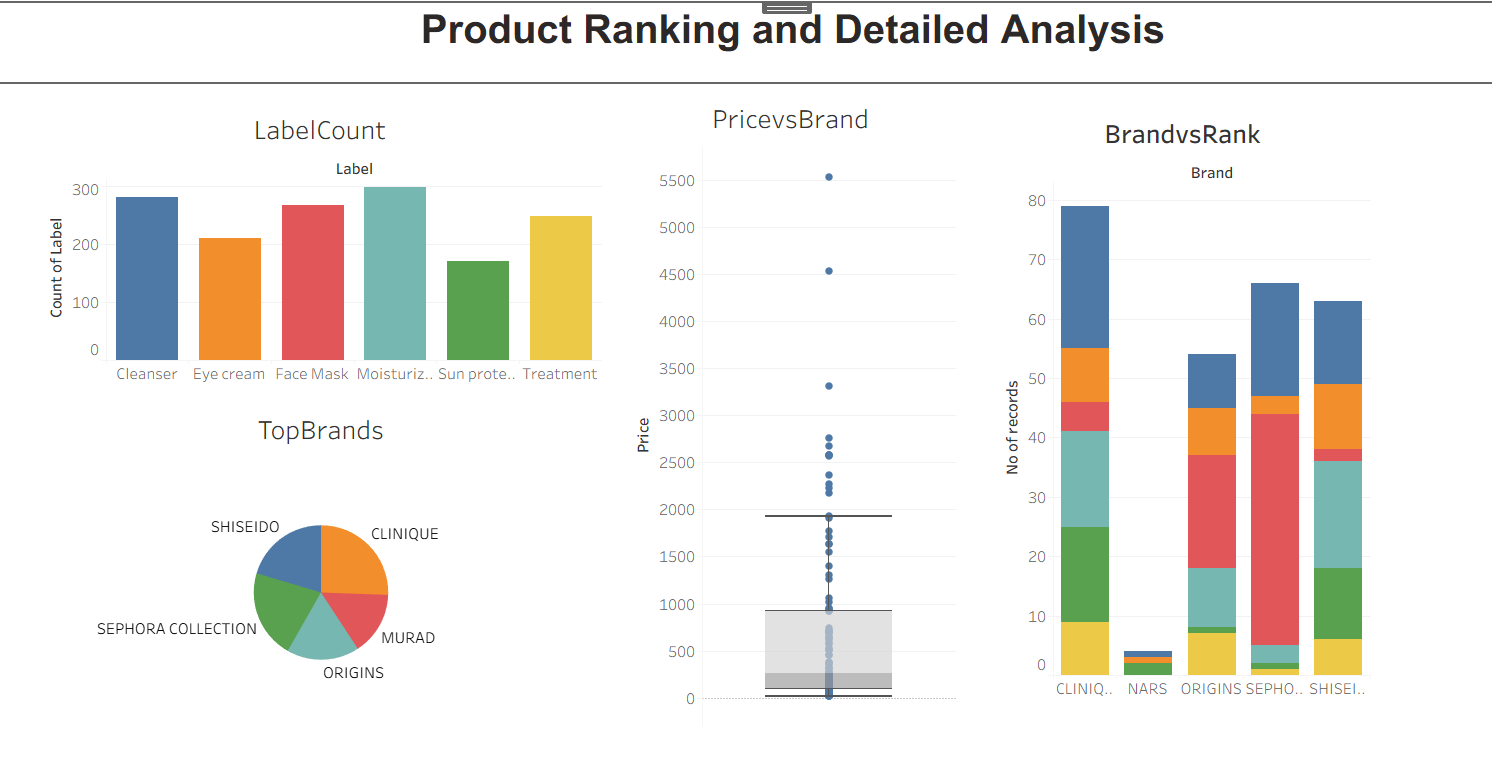 Product Ranking and Detailed Analysis
LabelCount
Label
Count of Label
300
200
100
0
Cleanser Eye cream Face Mask Moisturiz.. Sun prote.. Treatment
TopBrands
SHISEIDO
CLINIQUE
SEPHORA COLLECTION
MURAD
ORIGINS
PricevsBrand
Price
5500
5000
4500
4000
3500
3000
2500
2000
1500
1000
500
0
BrandvsRank
Brand
No of records
80
70
60
50
40
30
20
10
0
CLINIQ.. NARS ORIGINS SEPHO.. SHISEI..